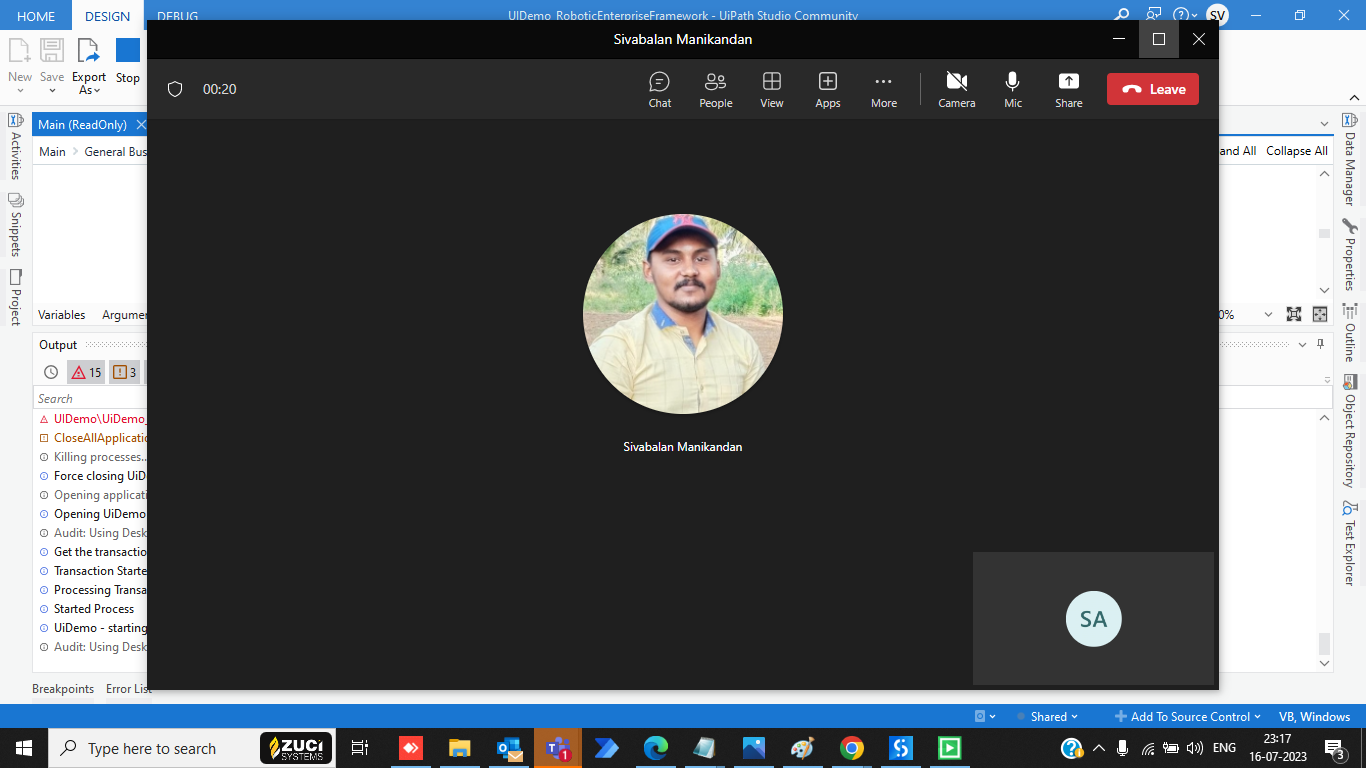 HOME DESIGN DEBUG UIDemo_RoboticEnterpriseFramework - UiPath Studio Community SV
Sivabalan Manikandan
New Save Export As Stop
00:20 Chat People View Apps More Camera Mic Share Leave
Main (ReadOnly)
Main General Bus and All Collapse All
Activities
Snippets
Project
Data Manager
Properties
Outline
Object Repository
Test Explorer
Variables Argumen 0%
Output
15 3
Search
UIDemo\UiDemo_
CloseAllApplicatio
Killing processes..
Force closing UiD
Opening applicati
Opening UiDemo
Audit: Using Desk
Get the transactio
Transaction Starte
Processing Transa
Started Process
UiDemo - starting
Audit: Using Desk
Sivabalan Manikandan
SA
Breakpoints Error List
Shared Add To Source Control VB, Windows
Type here to search ZUCI SYSTEMS 1 ENG 23:17
16-07-2023 3